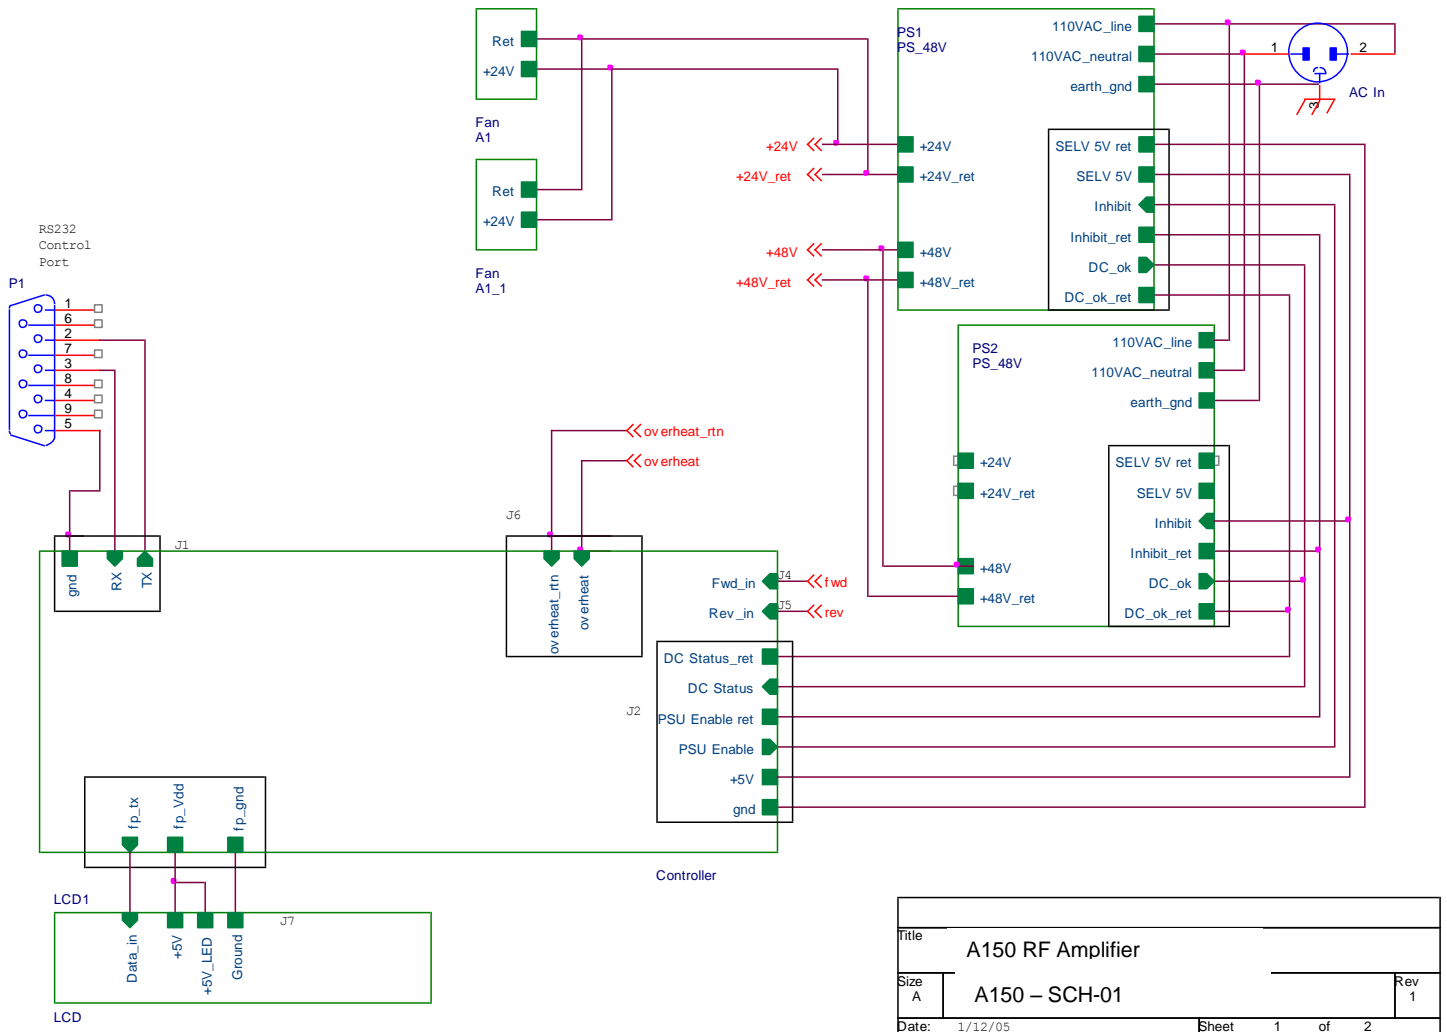 Ret
+24V
Fan
A1
Ret
+24V
Fan
A1_1
PS1
PS_48V
110VAC_line
110VAC_neutral
earth_gnd
1
2
3
AC In
+24V
+24V_ret
+24V
+24V_ret
+48V
+48V_ret
+48V
+48V_ret
SELV 5V ret
SELV 5V
Inhibit
Inhibit_ret
DC_ok
DC_ok_ret
PS2
PS_48V
110VAC_line
110VAC_neutral
earth_gnd
+24V
+24V_ret
+48V
+48V_ret
SELV 5V ret
SELV 5V
Inhibit
Inhibit_ret
DC_ok
DC_ok_ret
RS232
Control
Port
P1
1
6
2
7
3
8
4
9
5
overheat_rtn
overheat
J6
overheat_rtn
overheat
J1
gnd
RX
TX
Fwd_in
J4
fwd
Rev_in
J5
rev
DC Status_ret
DC Status
J2
PSU Enable ret
PSU Enable
+5V
gnd
Controller
fp_tx
fp_Vdd
fp_gnd
LCD1
J7
Data_in
+5V
+5V_LED
Ground
LCD
Title
A150 RF Amplifier
Size
A
A150 – SCH-01
Rev
1
Date:
1/12/05
Sheet
1
of
2